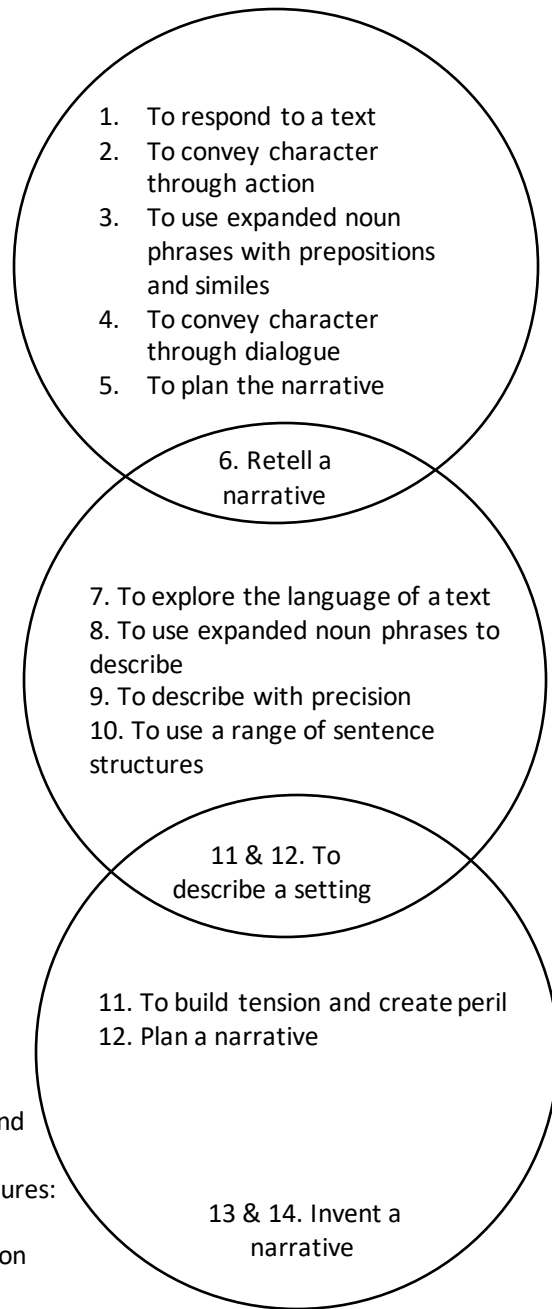 1. To respond to a text
2. To convey character
through action
3. To use expanded noun
phrases with prepositions
and similes
4. To convey character
through dialogue
5. To plan the narrative
6. Retell a
narrative
7. To explore the language of a text
8. To use expanded noun phrases to
describe
9. To describe with precision
10. To use a range of sentence
structures
11 & 12. To
describe a setting
11. To build tension and create peril
12. Plan a narrative
nd
ures:
13 & 14. Invent a
narrative
on